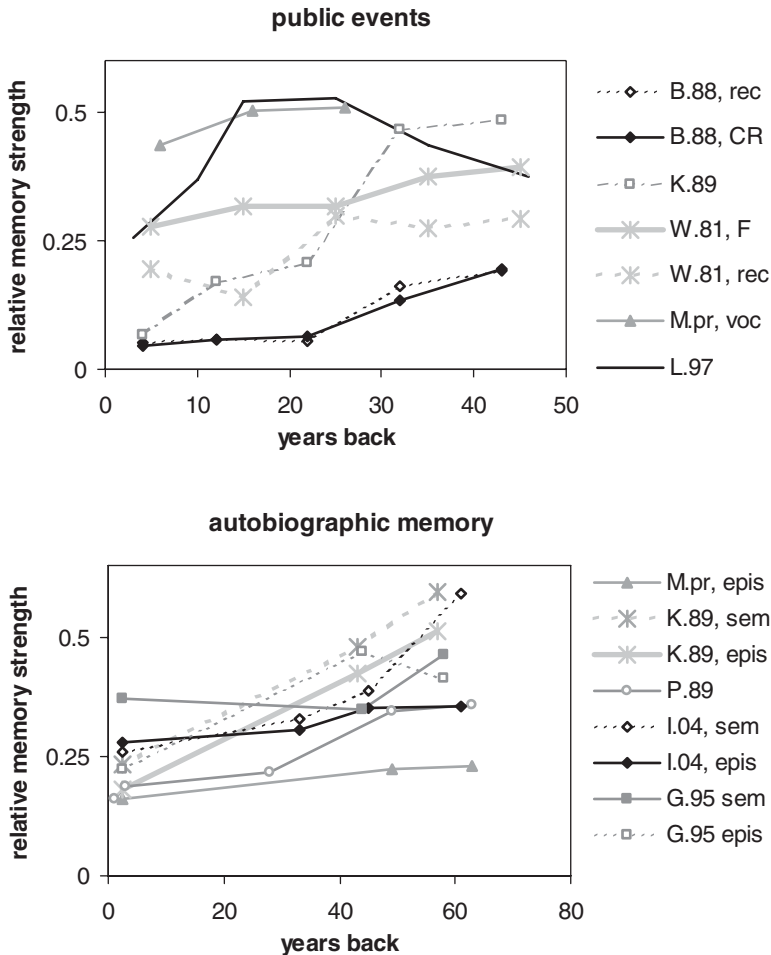 public events
relative memory strength
0.5
0.25
0
0 10 20 30 40 50
years back
B.88, rec
B.88, CR
K.89
W.81, F
W.81, rec
M.pr, voc
L.97
autobiographic memory
relative memory strength
0.5
0.25
0
0 20 40 60 80
years back
M.pr, epis
K.89, sem
K.89, epis
P.89
I.04, sem
I.04, epis
G.95 sem
G.95 epis